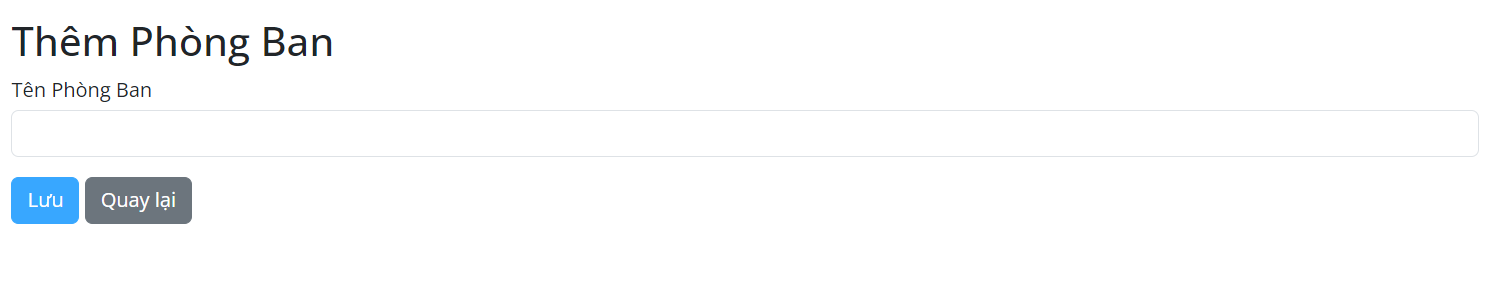 Thêm Phòng Ban
Tên Phòng Ban
Lưu Quay lại